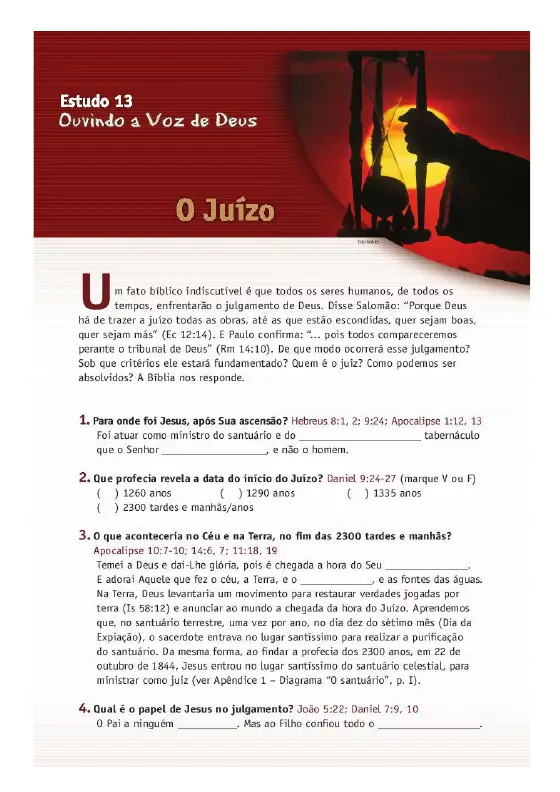 Estudo 13
Ouvindo a Voz de Deus
O Juízo
Um fato bíblico indiscutível é que todos os seres humanos, de todos os
tempos, enfrentarão o julgamento de Deus. Disse Salomão: “Porque Deus
há de trazer a juízo todas as obras, até as que estão escondidas, quer sejam boas,
quer sejam más” (Ec 12:14). E Paulo confirma: “... pois todos compareceremos
perante o tribunal de Deus” (Rm 14:10). De que modo ocorrerá esse julgamento?
Sob que critérios ele estará fundamentado? Quem é o juiz? Como podemos ser
absolvidos? A Bíblia nos responde.
1. Para onde foi Jesus, após Sua ascensão? Hebreus 8:1, 2; 9:24; Apocalipse 1:12, 13
Foi atuar como ministro do santuário e do ______________________ tabernáculo
que o Senhor ___________________, e não o homem.
2. Que profecia revela a data do início do Juízo? Daniel 9:24-27 (marque V ou F)
( ) 1260 anos ( ) 1290 anos ( ) 1335 anos
( ) 2300 tardes e manhãs/anos
3. O que aconteceria no Céu e na Terra, no fim das 2300 tardes e manhãs?
Apocalipse 10:7-10; 14:6, 7; 11:18, 19
Temei a Deus e dai-Lhe glória, pois é chegada a hora do Seu _______________.
E adorai Aquele que fez o céu, a Terra, e o _____________, e as fontes das águas.
Na Terra, Deus levantaria um movimento para restaurar verdades jogadas por
terra (Is 58:12) e anunciar ao mundo a chegada da hora do Juízo. Aprendemos
que, no santuário terrestre, uma vez por ano, no dia dez do sétimo mês (Dia da
Expiação), o sacerdote entrava no lugar santíssimo para realizar a purificação
do santuário. Da mesma forma, ao findar a profecia dos 2300 anos, em 22 de
outubro de 1844, Jesus entrou no lugar santíssimo do santuário celestial, para
ministrar como juiz (ver Apêndice 1 – Diagrama “O santuário”, p. I).
4. Qual é o papel de Jesus no julgamento? João 5:22; Daniel 7:9, 10
O Pai a ninguém ___________. Mas ao Filho confiou todo o ___________________.